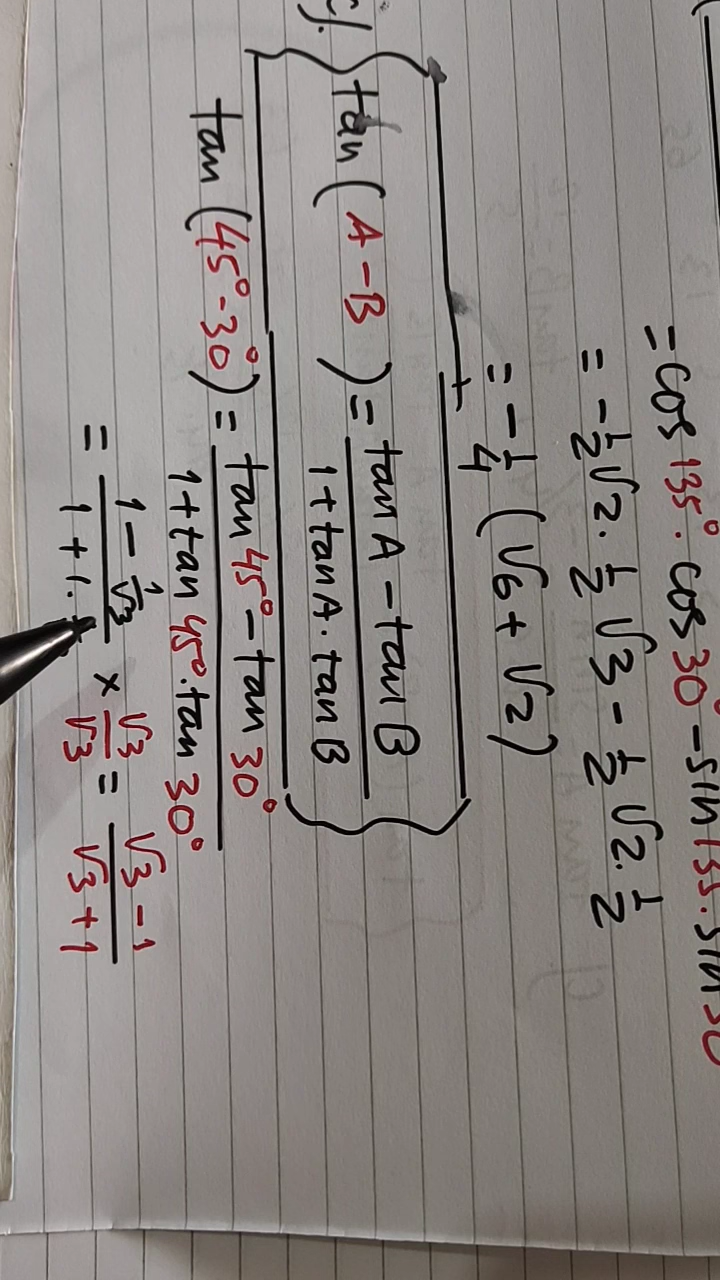 = cos 135°. cos 30° - sin 135. sin 30
= -½√2. ½√3 - ½√2. ½
= -¼ (√6 + √2)
tan (A - B) = (tan A - tan B) / (1 + tan A. tan B)
tan (45° - 30°) = (tan 45° - tan 30°) / (1 + tan 45°. tan 30°)
= (1 - 1/√3) / (1 + 1. × √3/√3 = (√3 - 1) / (√3 + 1)